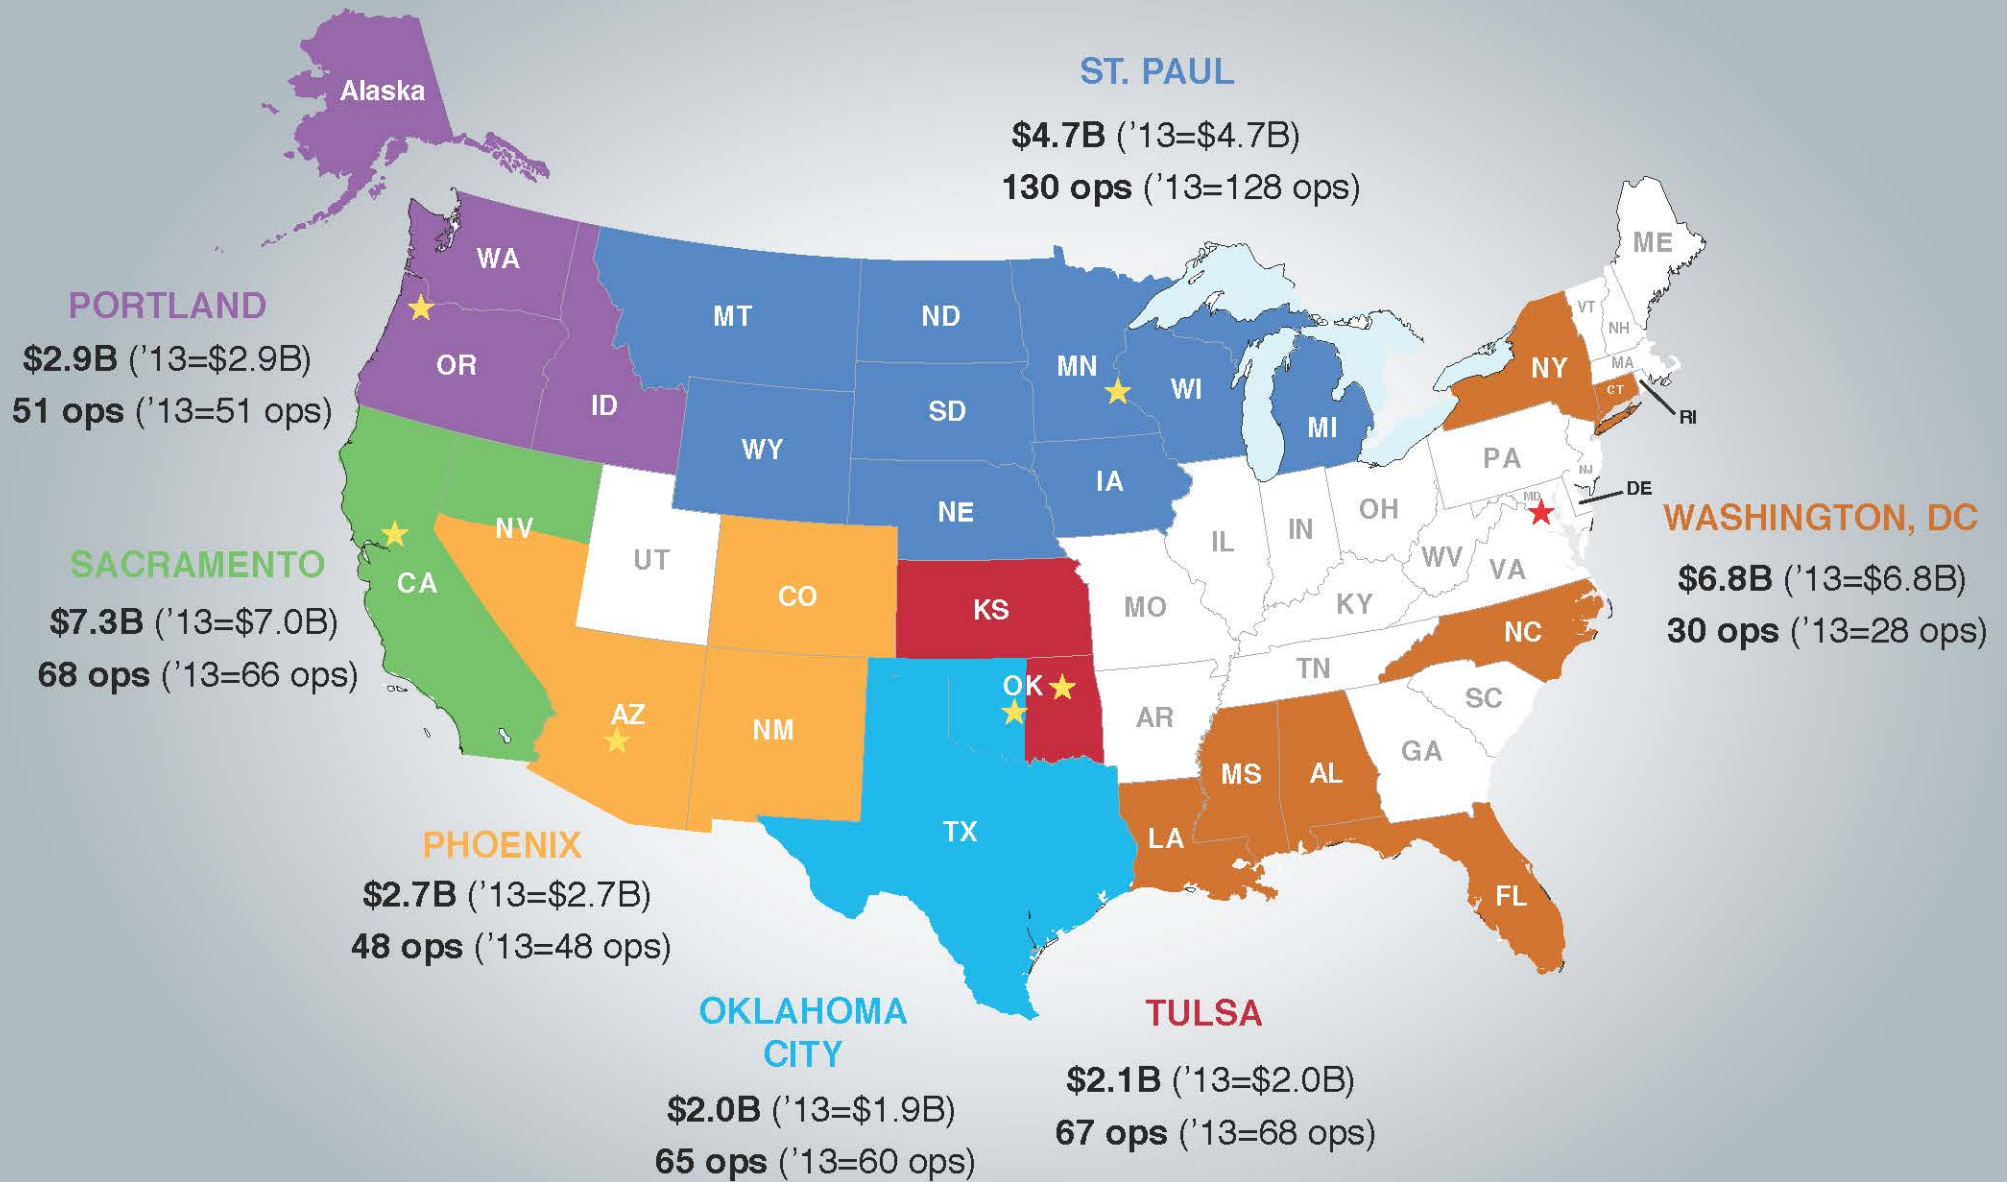 Alaska
ST. PAUL
$4.7B ('13=$4.7B)
130 ops ('13=128 ops)
PORTLAND
$2.9B ('13=$2.9B)
51 ops ('13=51 ops)
SACRAMENTO
$7.3B ('13=$7.0B)
68 ops ('13=66 ops)
WASHINGTON, DC
$6.8B ('13=$6.8B)
30 ops ('13=28 ops)
PHOENIX
$2.7B ('13=$2.7B)
48 ops ('13=48 ops)
OKLAHOMA
CITY
$2.0B ('13=$1.9B)
65 ops ('13=60 ops)
TULSA
$2.1B ('13=$2.0B)
67 ops ('13=68 ops)
WA
OR
ID
MT
ND
MN
WI
MI
SD
WY
NE
IA
NY
ME
VT
NH
MA
CT
RI
PA
NJ
DE
MD
CA
NV
UT
CO
KS
MO
IL
IN
OH
WV
VA
KY
NC
TN
SC
AZ
NM
OK
AR
TX
LA
MS
AL
GA
FL